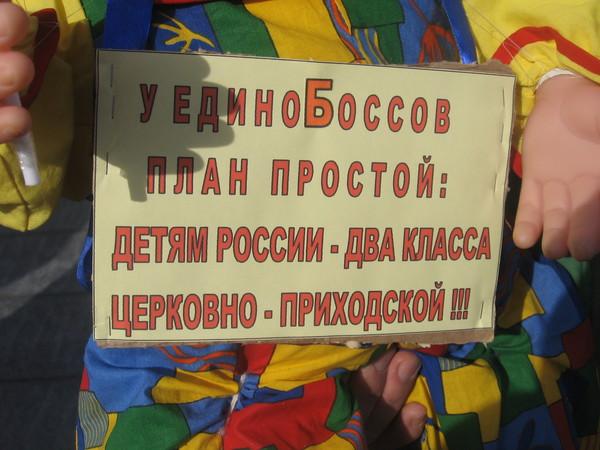 У ЕДИНОБОССОВ
ПЛАН ПРОСТОЙ:
ДЕТЯМ РОССИИ - ДВА КЛАССА
ЦЕРКОВНО - ПРИХОДСКОЙ !!!